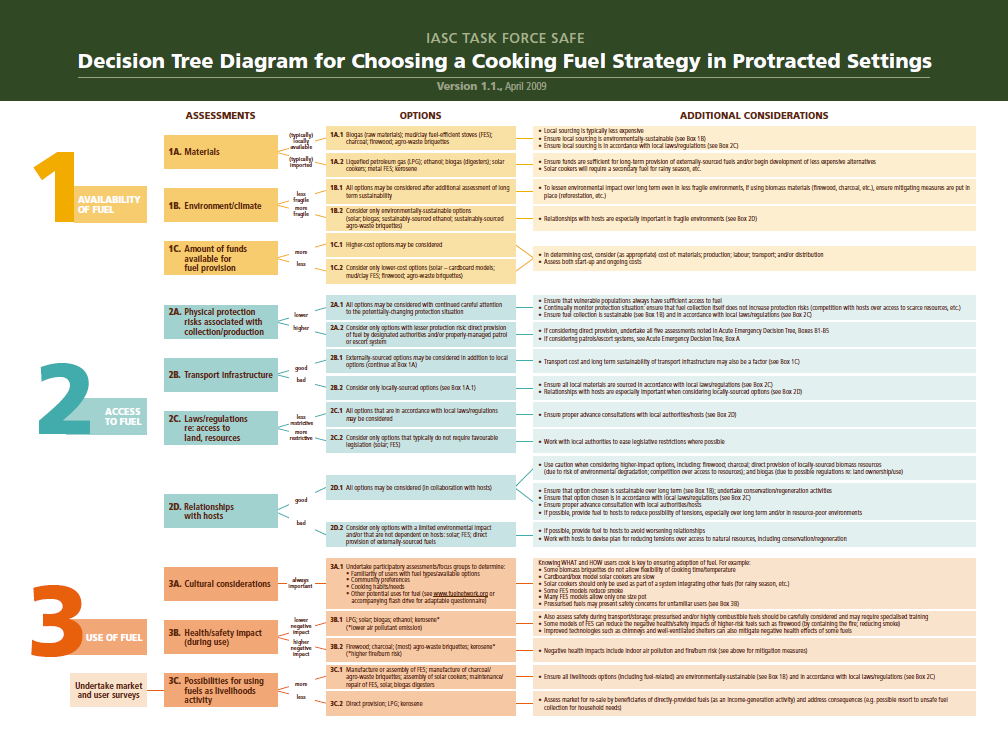 IASC TASK FORCE SAFE
Decision Tree Diagram for Choosing a Cooking Fuel Strategy in Protracted Settings
Version 1.1., April 2009
ASSESSMENTS
OPTIONS
ADDITIONAL CONSIDERATIONS
1
AVAILABILITY
OF FUEL
1A. Materials
(typically)
locally
available
(typically)
imported
1A.1 Biogas (raw materials); mud/clay fuel-efficient stoves (FES);
charcoal; firewood; agro-waste briquettes
• Local sourcing is typically less expensive
• Ensure local sourcing is environmentally-sustainable (see Box 1B)
• Ensure local sourcing is in accordance with local laws/regulations (see Box 2C)
1A.2 Liquefied petroleum gas (LPG); ethanol; biogas (digesters); solar
cookers; metal FES; kerosene
• Ensure funds are sufficient for long-term provision of externally-sourced fuels and/or begin development of less expensive alternatives
• Solar cookers will require a secondary fuel for rainy season, etc.
1B. Environment/climate
less
fragile
more
fragile
1B.1 All options may be considered after additional assessment of long
term sustainability
• To lessen environmental impact over long term even in less fragile environments, if using biomass materials (firewood, charcoal, etc.), ensure mitigating measures are put in
place (reforestation, etc.)
1B.2 Consider only environmentally-sustainable options
(solar; biogas; sustainably-sourced ethanol; sustainably-sourced
agro-waste briquettes)
• Relationships with hosts are especially important in fragile environments (see Box 2D)
1C. Amount of funds
available for
fuel provision
more
less
1C.1 Higher-cost options may be considered
1C.2 Consider only lower-cost options (solar – cardboard models;
mud/clay FES; firewood; agro-waste briquettes)
• In determining cost, consider (as appropriate) cost of: materials; production; labour; transport; and/or distribution
• Assess both start-up and ongoing costs
2
ACCESS
TO FUEL
2A. Physical protection
risks associated with
collection/production
lower
higher
2A.1 All options may be considered with continued careful attention
to the potentially-changing protection situation
• Ensure that vulnerable populations always have sufficient access to fuel
• Continually monitor protection situation: ensure that fuel collection itself does not increase protection risks (competition with hosts over access to scarce resources, etc.)
• Ensure fuel collection is sustainable (see Box 1B) and in accordance with local laws/regulations (see Box 2C)
2A.2 Consider only options with lesser protection risk: direct provision
of fuel by designated authorities and/or properly-managed patrol
or escort system
• If considering direct provision, undertake all five assessments noted in Acute Emergency Decision Tree, Boxes B1-B5
• If considering patrols/escort systems, see Acute Emergency Decision Tree, Box A
2B. Transport infrastructure
good
bad
2B.1 Externally-sourced options may be considered in addition to local
options (continue at Box 1A)
• Transport cost and long term sustainability of transport infrastructure may also be a factor (see Box 1C)
2B.2 Consider only locally-sourced options (see Box 1A.1)
• Ensure all local materials are sourced in accordance with local laws/regulations (see Box 2C)
• Relationships with hosts are especially important when considering locally-sourced options (see Box 2D)
2C. Laws/regulations
re: access to
land, resources
less
restrictive
more
restrictive
2C.1 All options that are in accordance with local laws/regulations
may be considered
• Ensure proper advance consultations with local authorities/hosts (see Box 2D)
2C.2 Consider only options that typically do not require favourable
legislation (solar; FES)
• Work with local authorities to ease legislative restrictions where possible
2D. Relationships
with hosts
good
bad
2D.1 All options may be considered (in collaboration with hosts)
• Use caution when considering higher-impact options, including: firewood; charcoal; direct provision of locally-sourced biomass resources
(due to risk of environmental degradation; competition over access to resources); and biogas (due to possible regulations re: land ownership/use)
• Ensure that option chosen is sustainable over long term (see Box 1B); undertake conservation/regeneration activities
• Ensure that option chosen is in accordance with local laws/regulations (see Box 2C)
• Ensure proper advance consultation with local authorities/hosts
• If possible, provide fuel to hosts to reduce possibility of tensions, especially over long term and/or in resource-poor environments
2D.2 Consider only options with a limited environmental impact
and/or that are not dependent on hosts: solar; FES; direct
provision of externally-sourced fuels
• If possible, provide fuel to hosts to avoid worsening relationships
• Work with hosts to devise plan for reducing tensions over access to natural resources, including conservation/regeneration
3
USE OF FUEL
3A. Cultural considerations
always
important
3A.1 Undertake participatory assessments/focus groups to determine:
• Familiarity of users with fuel types/available options
• Community preferences
• Cooking habits/needs
• Other potential uses for fuel (see www.fuelnetwork.org or
accompanying flash drive for adaptable questionnaire)
Knowing WHAT and HOW users cook is key to ensuring adoption of fuel. For example:
• Some biomass briquettes do not allow flexibility of cooking time/temperature
• Cardboard/box model solar cookers are slow
• Solar cookers should only be used as part of a system integrating other fuels (for rainy season, etc.)
• Some FES models reduce smoke
• Many FES models allow only one size pot
• Pressurised fuels may present safety concerns for unfamiliar users (see Box 3B)
3B. Health/safety impact
(during use)
lower
negative
impact
higher
negative
impact
3B.1 LPG; solar; biogas; ethanol; kerosene*
(*lower air pollutant emission)
• Also assess safety during transport/storage: pressurised and/or highly combustible fuels should be carefully considered and may require specialised training
• Some models of FES can reduce the negative health/safety impacts of higher-risk fuels such as firewood (by containing the fire; reducing smoke)
• Improved technologies such as chimneys and well-ventilated shelters can also mitigate negative health effects of some fuels
3B.2 Firewood; charcoal; (most) agro-waste briquettes; kerosene*
(*higher fire/burn risk)
• Negative health impacts include indoor air pollution and fire/burn risk (see above for mitigation measures)
Undertake market
and user surveys
3C. Possibilities for using
fuels as livelihoods
activity
more
less
3C.1 Manufacture or assembly of FES; manufacture of charcoal/
agro-waste briquettes; assembly of solar cookers; maintenance/
repair of FES, solar, biogas digesters
• Ensure all livelihoods options (including fuel-related) are environmentally-sustainable (see Box 1B) and in accordance with local laws/regulations (see Box 2C)
3C.2 Direct provision; LPG; kerosene
• Assess market for re-sale by beneficiaries of directly-provided fuels (as an income-generation activity) and address consequences (e.g. possible resort to unsafe fuel
collection for household needs)